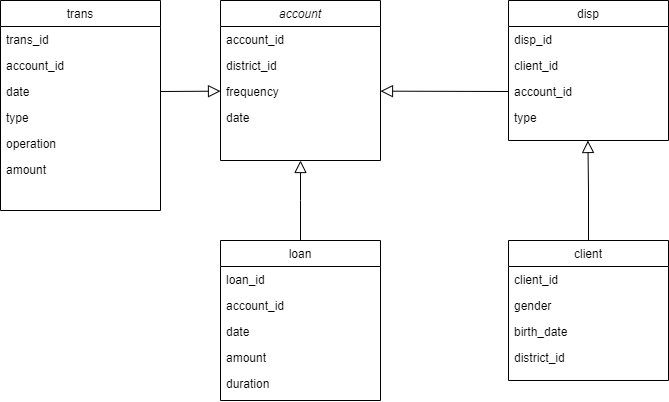 trans
trans_id
account_id
date
type
operation
amount
account
account_id
district_id
frequency
date
disp
disp_id
client_id
account_id
type
loan
loan_id
account_id
date
amount
duration
client
client_id
gender
birth_date
district_id